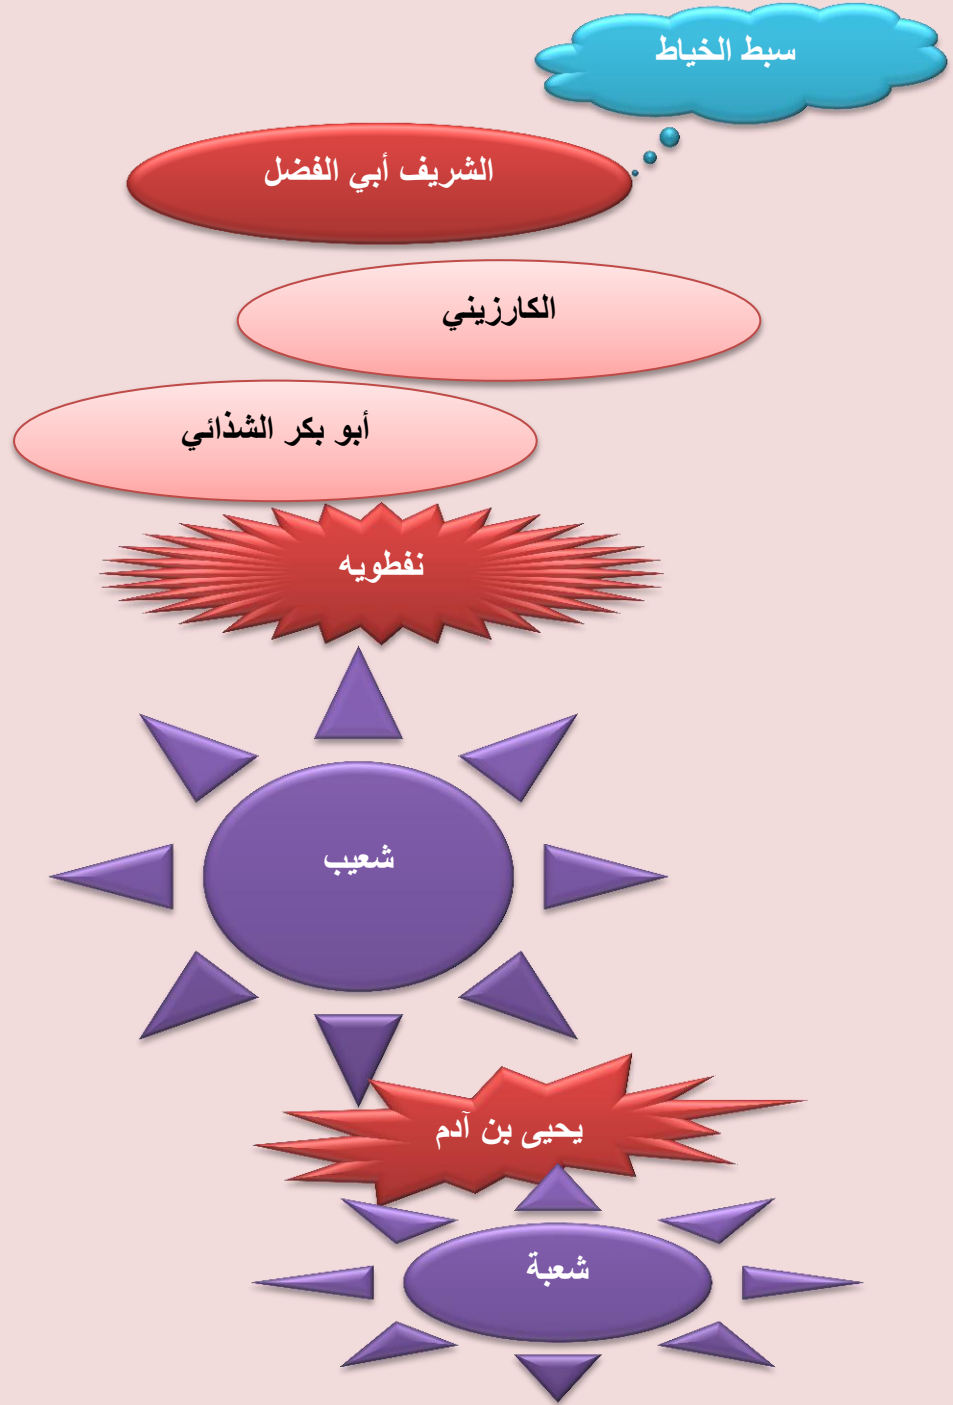 سبط الخياط
الشريف أبي الفضل
الكارزيني
أبو بكر الشذائي
نفطويه
شعيب
يحيى بن آدم
شعبة